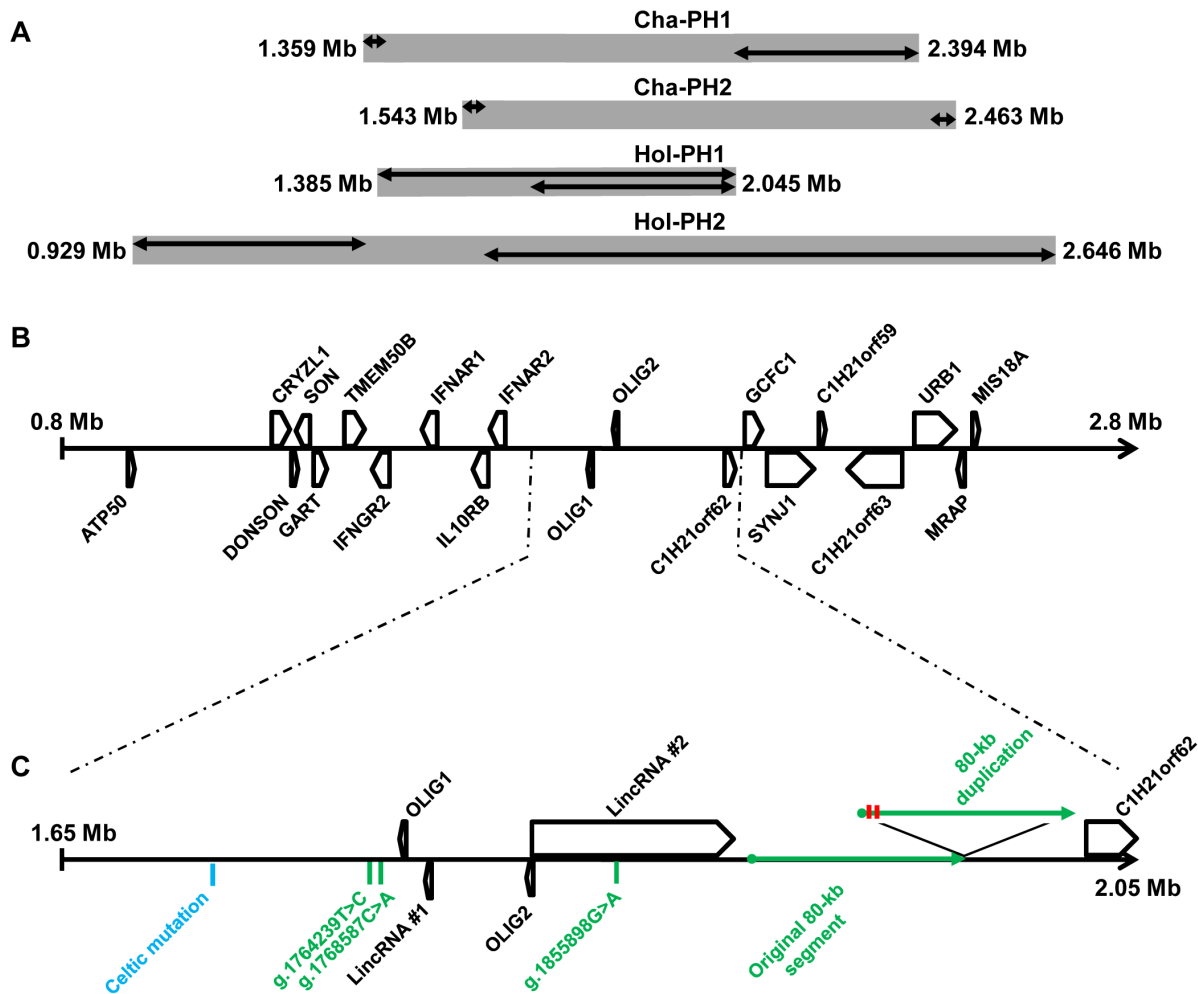 A
Cha-PH1
1.359 Mb
2.394 Mb
Cha-PH2
1.543 Mb
2.463 Mb
Hol-PH1
1.385 Mb
2.045 Mb
Hol-PH2
0.929 Mb
2.646 Mb
B
0.8 Mb
2.8 Mb
CRYZL1
SON
TMEM50B
IFNAR1
IFNAR2
OLIG2
GCFC1
C1H21orf59
URB1
MIS18A
ATP50
DONSON
GART
IFNGR2
IL10RB
OLIG1
C1H21orf62
SYNJ1
C1H21orf63
MRAP
C
1.65 Mb
2.05 Mb
OLIG1
LincRNA #2
80-kb
duplication
C1H21orf62
Celtic mutation
g.1764239T>C
g.1768587C>A
LincRNA #1
OLIG2
g.1855898G>A
Original 80-kb
segment